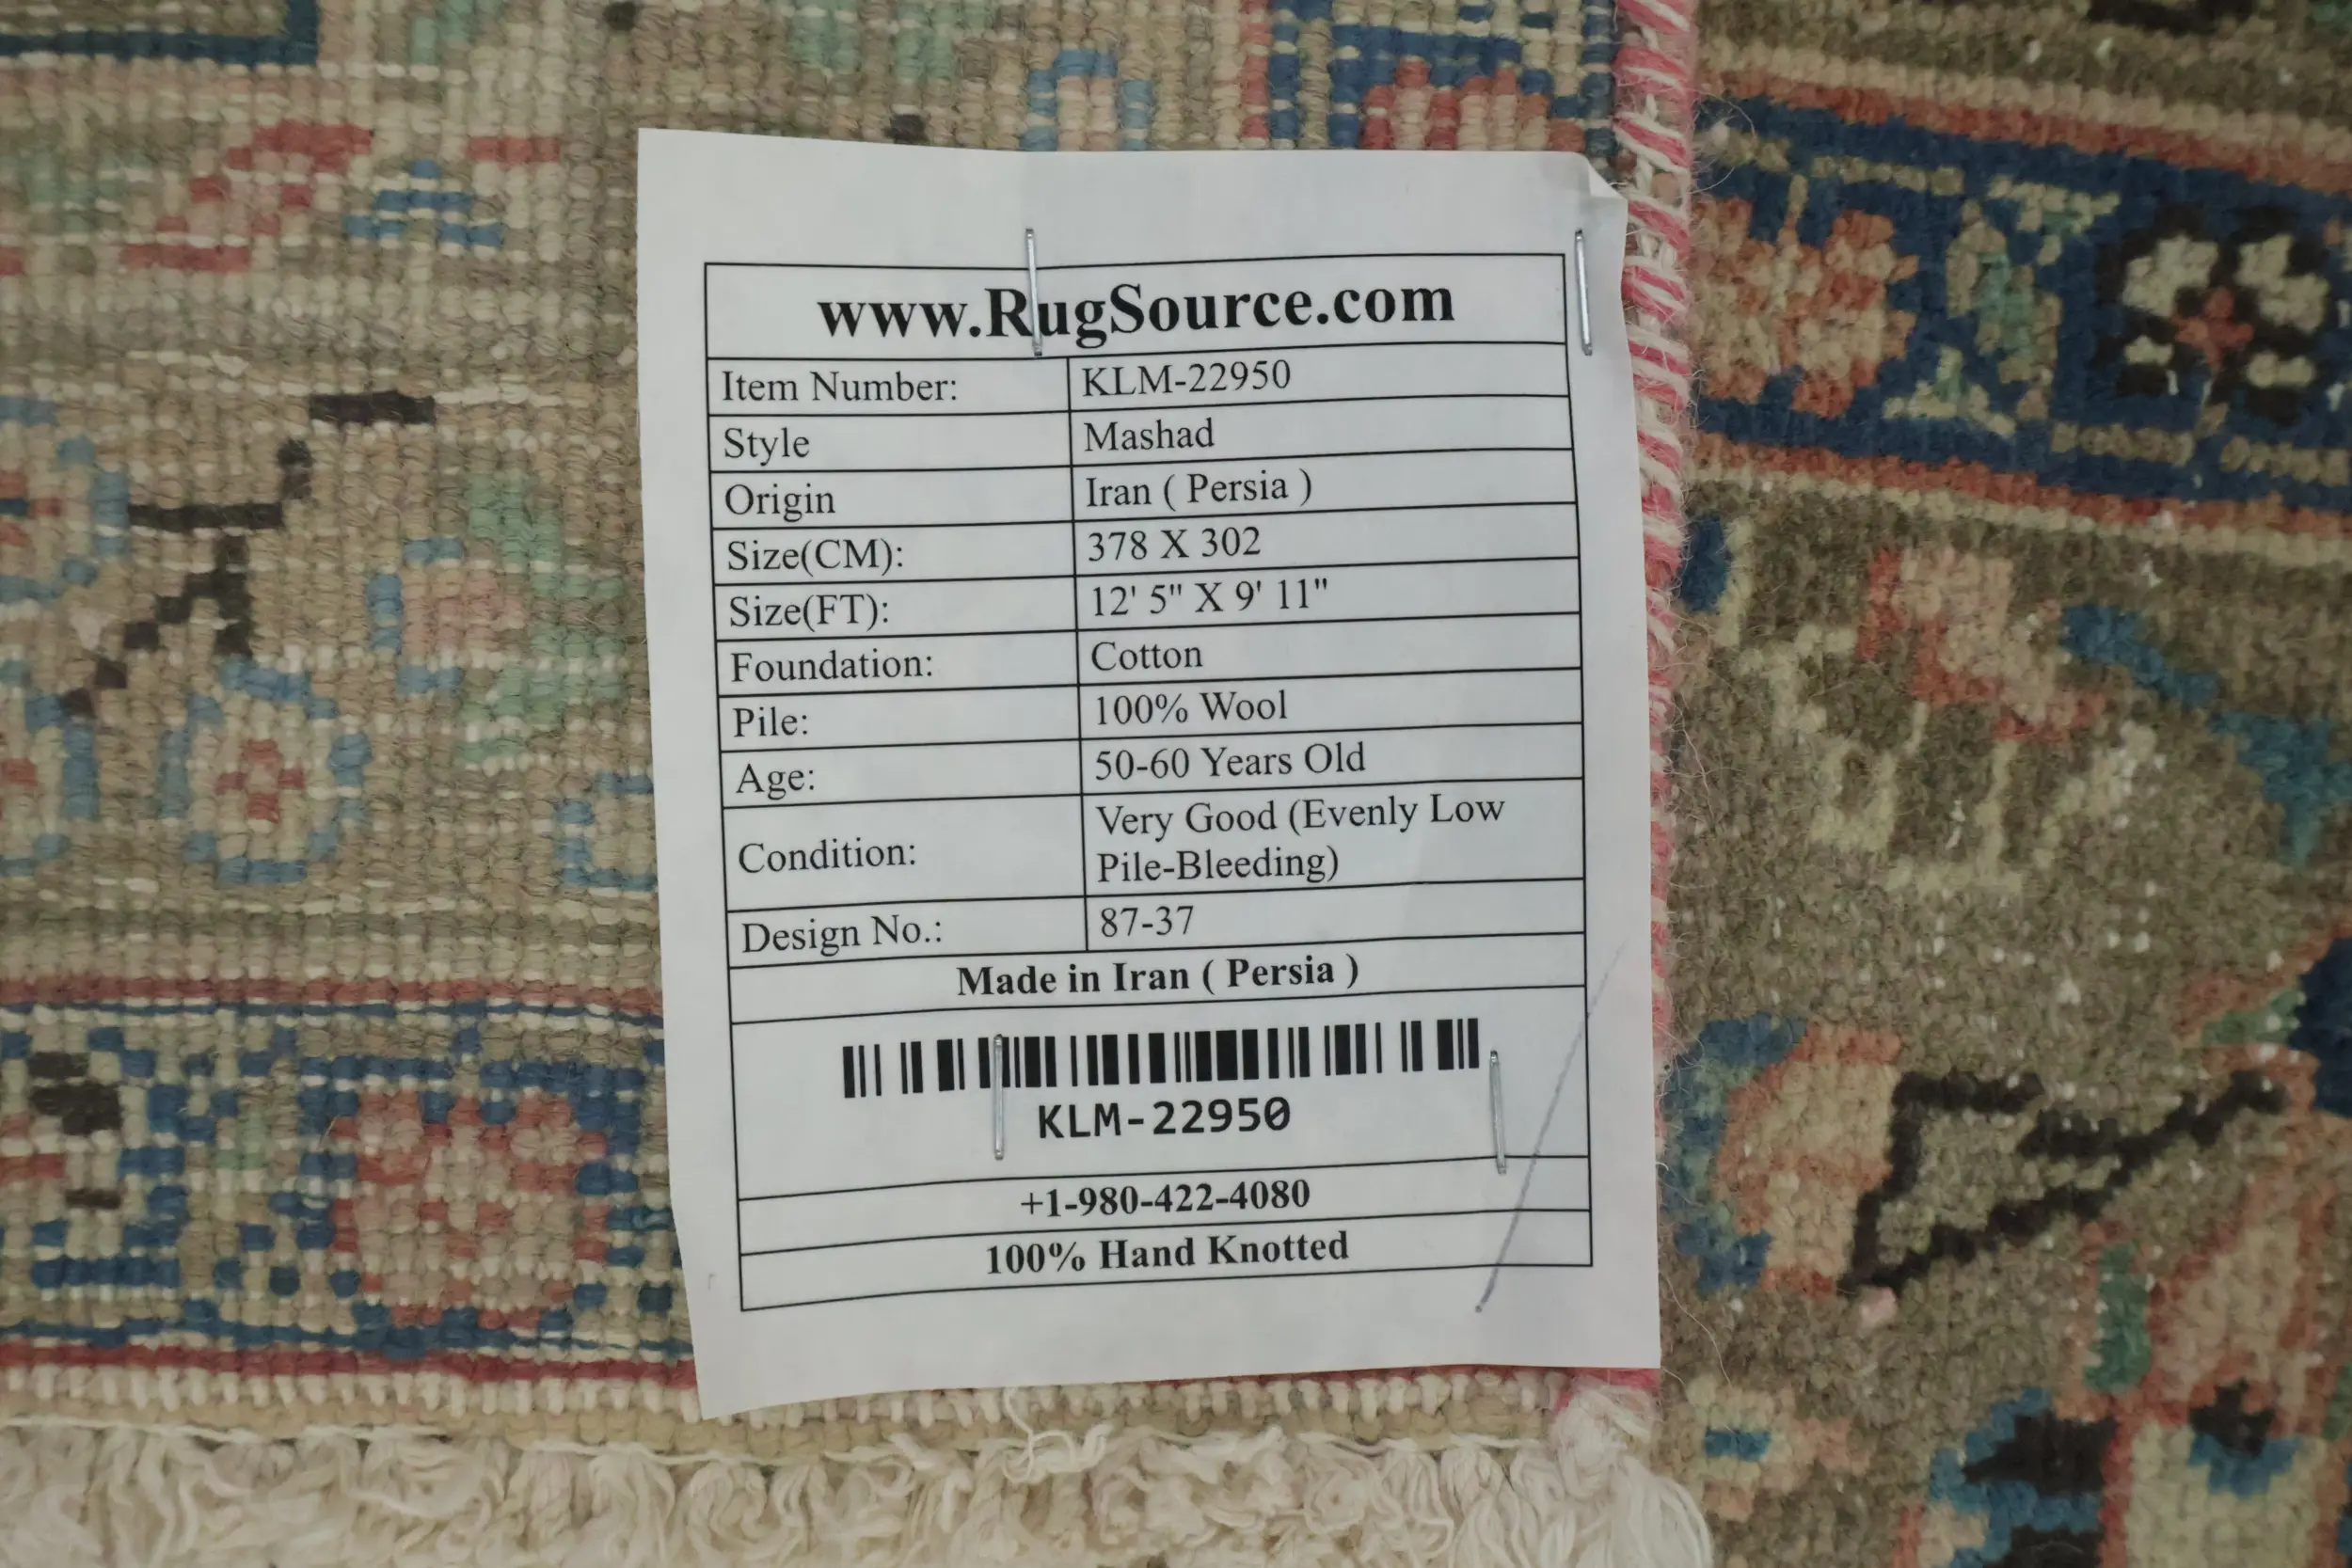 www.RugSource.com
Item Number: KLM-22950
Style Mashad
Origin Iran ( Persia )
Size(CM): 378 X 302
Size(FT): 12' 5" X 9' 11"
Foundation: Cotton
Pile: 100% Wool
Age: 50-60 Years Old
Condition: Very Good (Evenly Low
Pile-Bleeding)
Design No.: 87-37
Made in Iran ( Persia )
KLM-22950
+1-980-422-4080
100% Hand Knotted